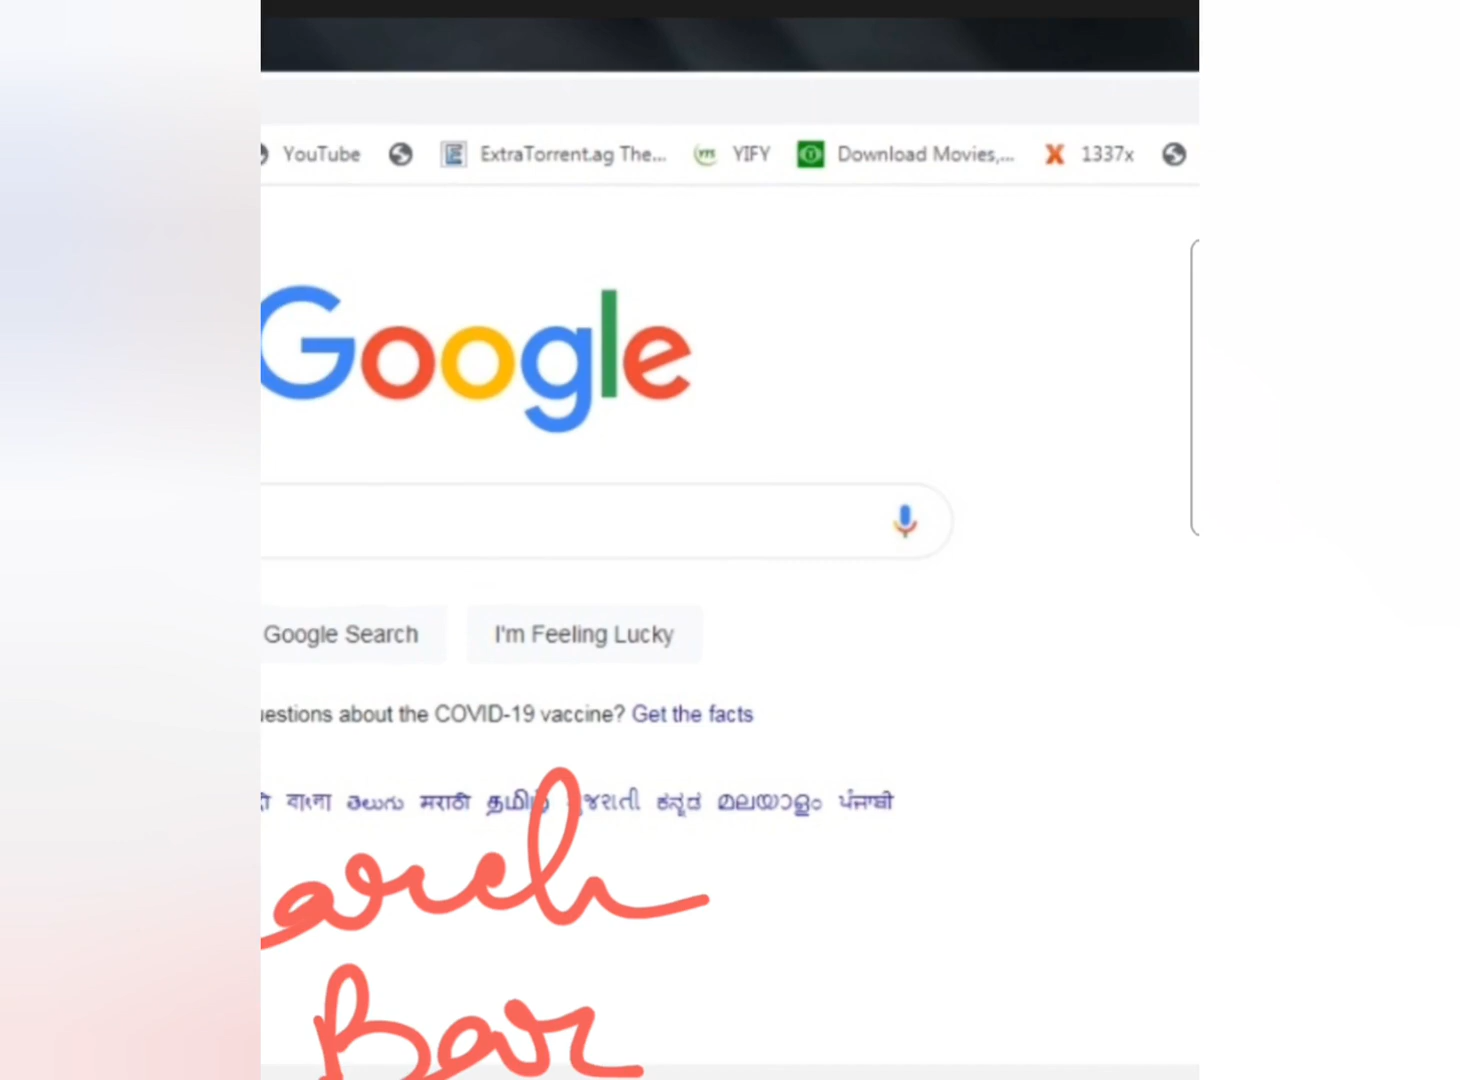 YouTube ExtraTorrent.ag The... YIFY Download Movies,... 1337x
Google
Google Search I'm Feeling Lucky
uestions about the COVID-19 vaccine? Get the facts
বাংলা తెలుగు मराठी தமிழ் ગુજરાતી ಕನ್ನಡ മലയാളം ਪੰਜਾਬੀ
arch
Bar